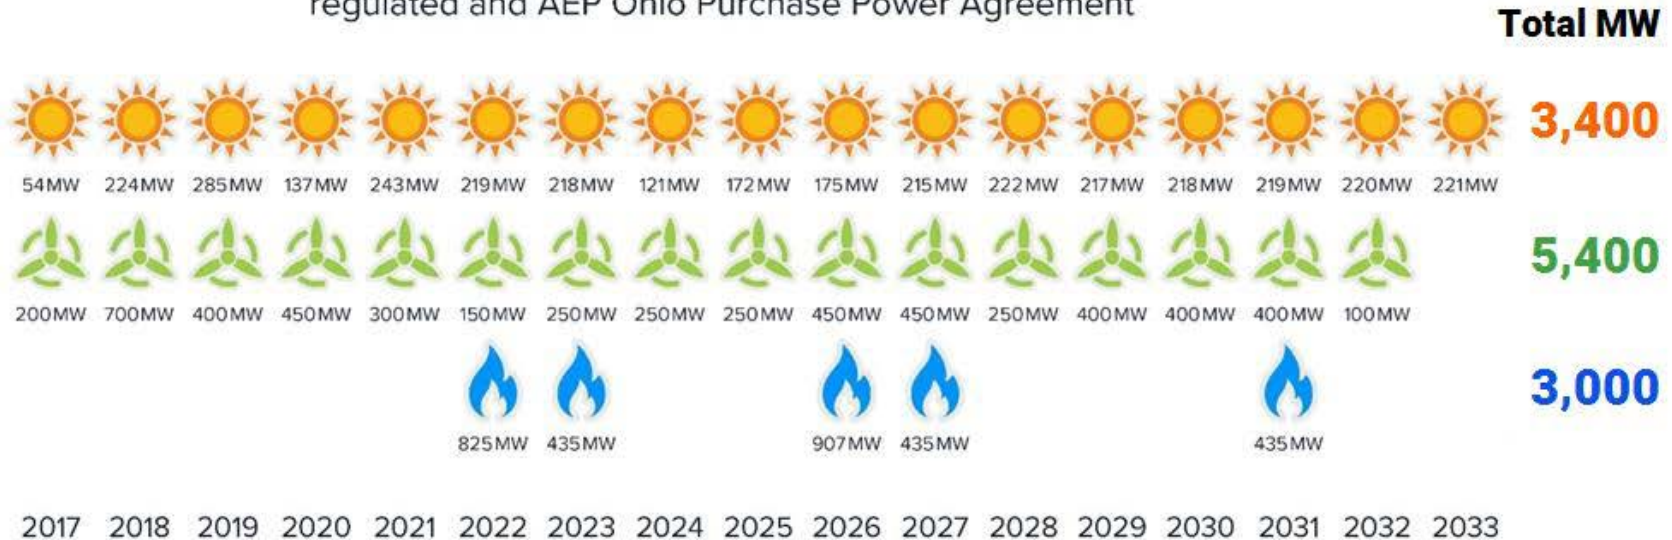 regulated and AEP Ohio Purchase Power Agreement
Total MW
3,400
54MW 224MW 285MW 137MW 243MW 219MW 218MW 121MW 172MW 175MW 215MW 222MW 217MW 218MW 219MW 220MW 221MW
5,400
200MW 700MW 400MW 450MW 300MW 150MW 250MW 250MW 250MW 450MW 450MW 250MW 400MW 400MW 400MW 100MW
3,000
825MW 435MW 907MW 435MW 435MW
2017 2018 2019 2020 2021 2022 2023 2024 2025 2026 2027 2028 2029 2030 2031 2032 2033